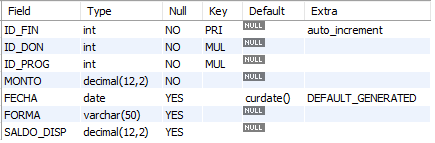 Field Type Null Key Default Extra
ID_FIN int NO PRI NULL auto_increment
ID_DON int NO MUL NULL
ID_PROG int NO MUL NULL
MONTO decimal(12,2) NO NULL
FECHA date YES curdate() DEFAULT_GENERATED
FORMA varchar(50) YES NULL
SALDO_DISP decimal(12,2) YES NULL